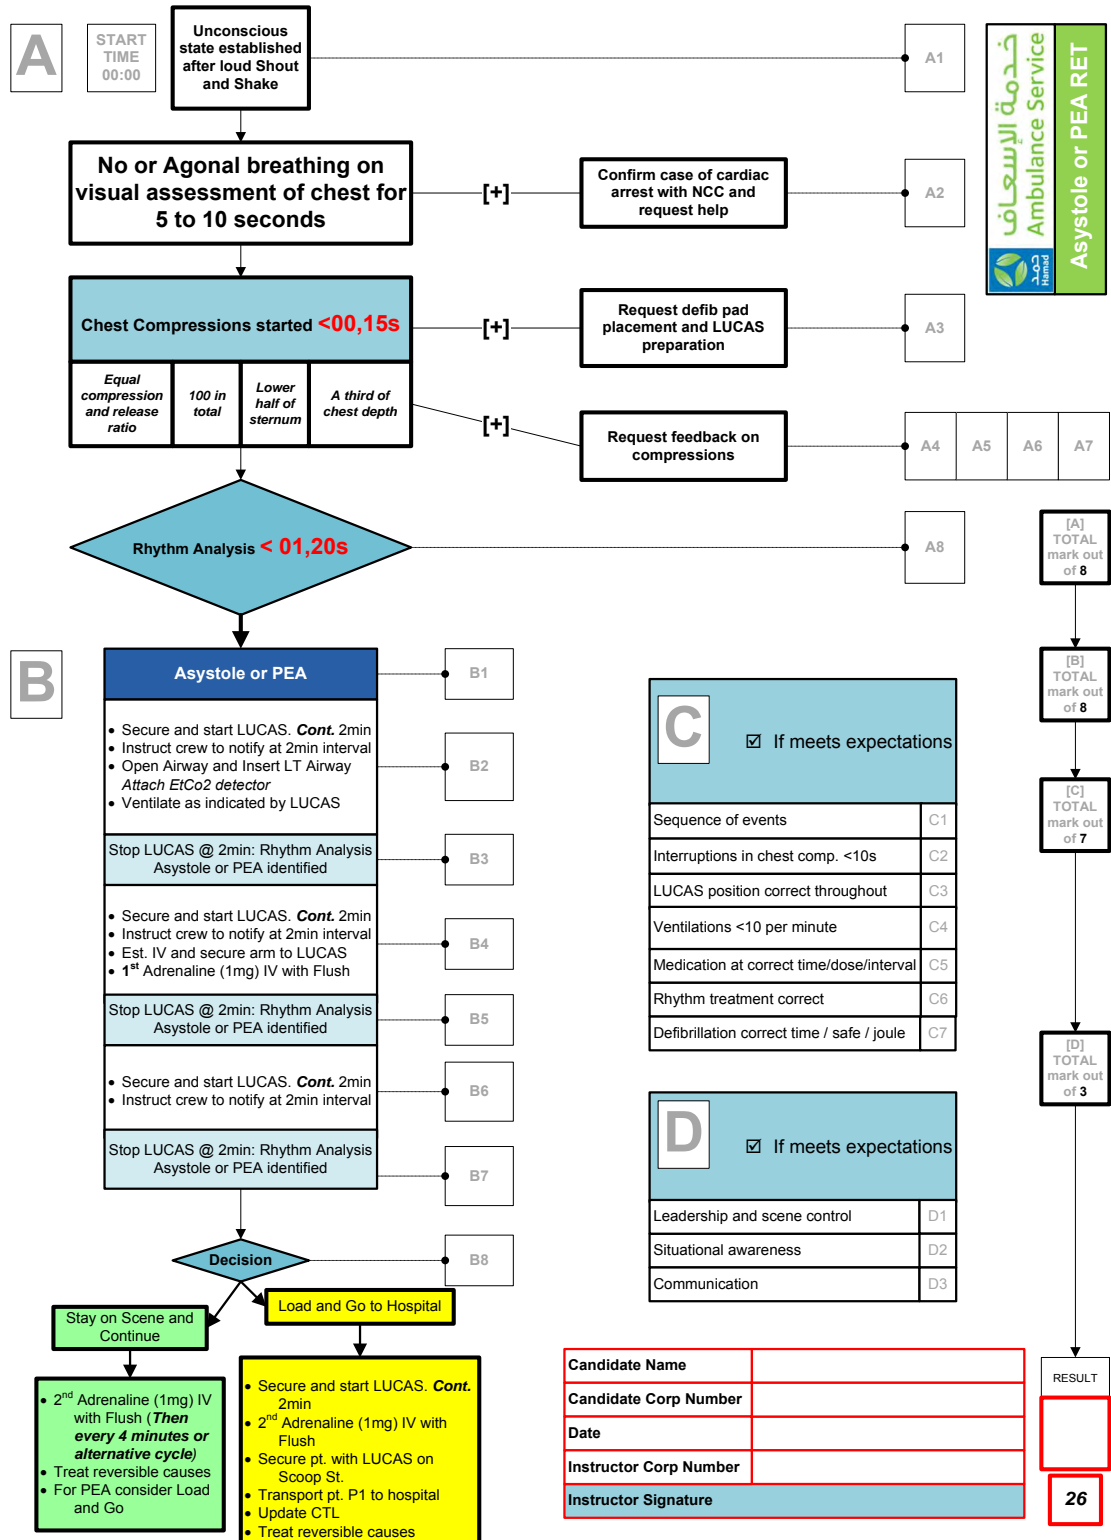 A
START
TIME
00:00
Unconscious
state established
after loud Shout
and Shake
A1
خدمة الإسعاف
Ambulance Service
حمد
Hamad
Asystole or PEA RET
No or Agonal breathing on
visual assessment of chest for
5 to 10 seconds
[+]
Confirm case of cardiac
arrest with NCC and
request help
A2
Chest Compressions started <00,15s
[+]
Request defib pad
placement and LUCAS
preparation
A3
Equal
compression
and release
ratio
100 in
total
Lower
half of
sternum
A third of
chest depth
[+]
Request feedback on
compressions
A4
A5
A6
A7
Rhythm Analysis < 01,20s
A8
[A]
TOTAL
mark out
of 8
B
Asystole or PEA
B1
• Secure and start LUCAS. Cont. 2min
• Instruct crew to notify at 2min interval
• Open Airway and Insert LT Airway
Attach EtCo2 detector
• Ventilate as indicated by LUCAS
B2
Stop LUCAS @ 2min: Rhythm Analysis
Asystole or PEA identified
B3
• Secure and start LUCAS. Cont. 2min
• Instruct crew to notify at 2min interval
• Est. IV and secure arm to LUCAS
• 1st Adrenaline (1mg) IV with Flush
B4
Stop LUCAS @ 2min: Rhythm Analysis
Asystole or PEA identified
B5
• Secure and start LUCAS. Cont. 2min
• Instruct crew to notify at 2min interval
B6
Stop LUCAS @ 2min: Rhythm Analysis
Asystole or PEA identified
B7
Decision
B8
[B]
TOTAL
mark out
of 8
C
☑ If meets expectations
Sequence of events C1
Interruptions in chest comp. <10s C2
LUCAS position correct throughout C3
Ventilations <10 per minute C4
Medication at correct time/dose/interval C5
Rhythm treatment correct C6
Defibrillation correct time / safe / joule C7
[C]
TOTAL
mark out
of 7
D
☑ If meets expectations
Leadership and scene control D1
Situational awareness D2
Communication D3
[D]
TOTAL
mark out
of 3
Stay on Scene and
Continue
Load and Go to Hospital
• 2nd Adrenaline (1mg) IV
with Flush (Then
every 4 minutes or
alternative cycle)
• Treat reversible causes
• For PEA consider Load
and Go
• Secure and start LUCAS. Cont.
2min
• 2nd Adrenaline (1mg) IV with
Flush
• Secure pt. with LUCAS on
Scoop St.
• Transport pt. P1 to hospital
• Update CTL
• Treat reversible causes
Candidate Name
Candidate Corp Number
Date
Instructor Corp Number
Instructor Signature
RESULT
26